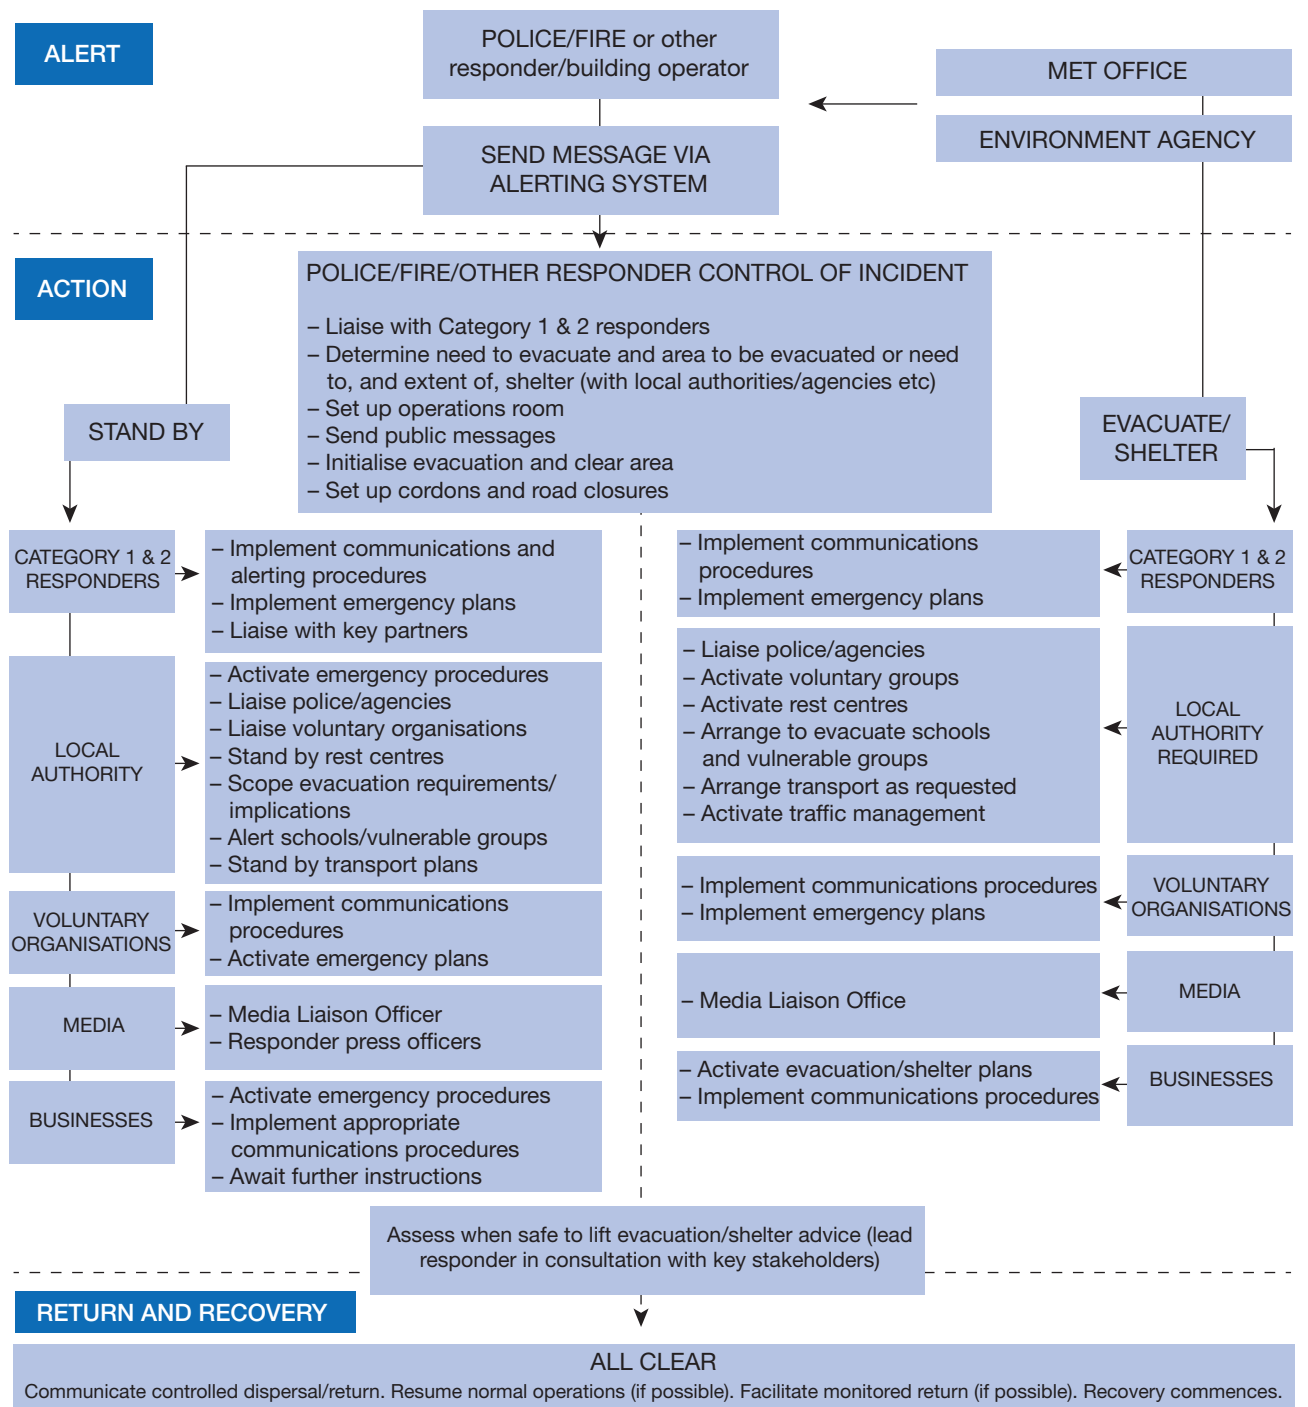 ALERT
POLICE/FIRE or other
responder/building operator
MET OFFICE
ENVIRONMENT AGENCY
SEND MESSAGE VIA
ALERTING SYSTEM
ACTION
POLICE/FIRE/OTHER RESPONDER CONTROL OF INCIDENT
– Liaise with Category 1 & 2 responders
– Determine need to evacuate and area to be evacuated or need
to, and extent of, shelter (with local authorities/agencies etc)
– Set up operations room
– Send public messages
– Initialise evacuation and clear area
– Set up cordons and road closures
STAND BY
EVACUATE/
SHELTER
CATEGORY 1 & 2
RESPONDERS
– Implement communications and
alerting procedures
– Implement emergency plans
– Liaise with key partners
LOCAL
AUTHORITY
– Activate emergency procedures
– Liaise police/agencies
– Liaise voluntary organisations
– Stand by rest centres
– Scope evacuation requirements/
implications
– Alert schools/vulnerable groups
– Stand by transport plans
VOLUNTARY
ORGANISATIONS
– Implement communications
procedures
– Activate emergency plans
MEDIA
– Media Liaison Officer
– Responder press officers
BUSINESSES
– Activate emergency procedures
– Implement appropriate
communications procedures
– Await further instructions
– Implement communications
procedures
– Implement emergency plans
CATEGORY 1 & 2
RESPONDERS
– Liaise police/agencies
– Activate voluntary groups
– Activate rest centres
– Arrange to evacuate schools
and vulnerable groups
– Arrange transport as requested
– Activate traffic management
LOCAL
AUTHORITY
REQUIRED
– Implement communications procedures
– Implement emergency plans
VOLUNTARY
ORGANISATIONS
– Media Liaison Office
MEDIA
– Activate evacuation/shelter plans
– Implement communications procedures
BUSINESSES
Assess when safe to lift evacuation/shelter advice (lead
responder in consultation with key stakeholders)
RETURN AND RECOVERY
ALL CLEAR
Communicate controlled dispersal/return. Resume normal operations (if possible). Facilitate monitored return (if possible). Recovery commences.